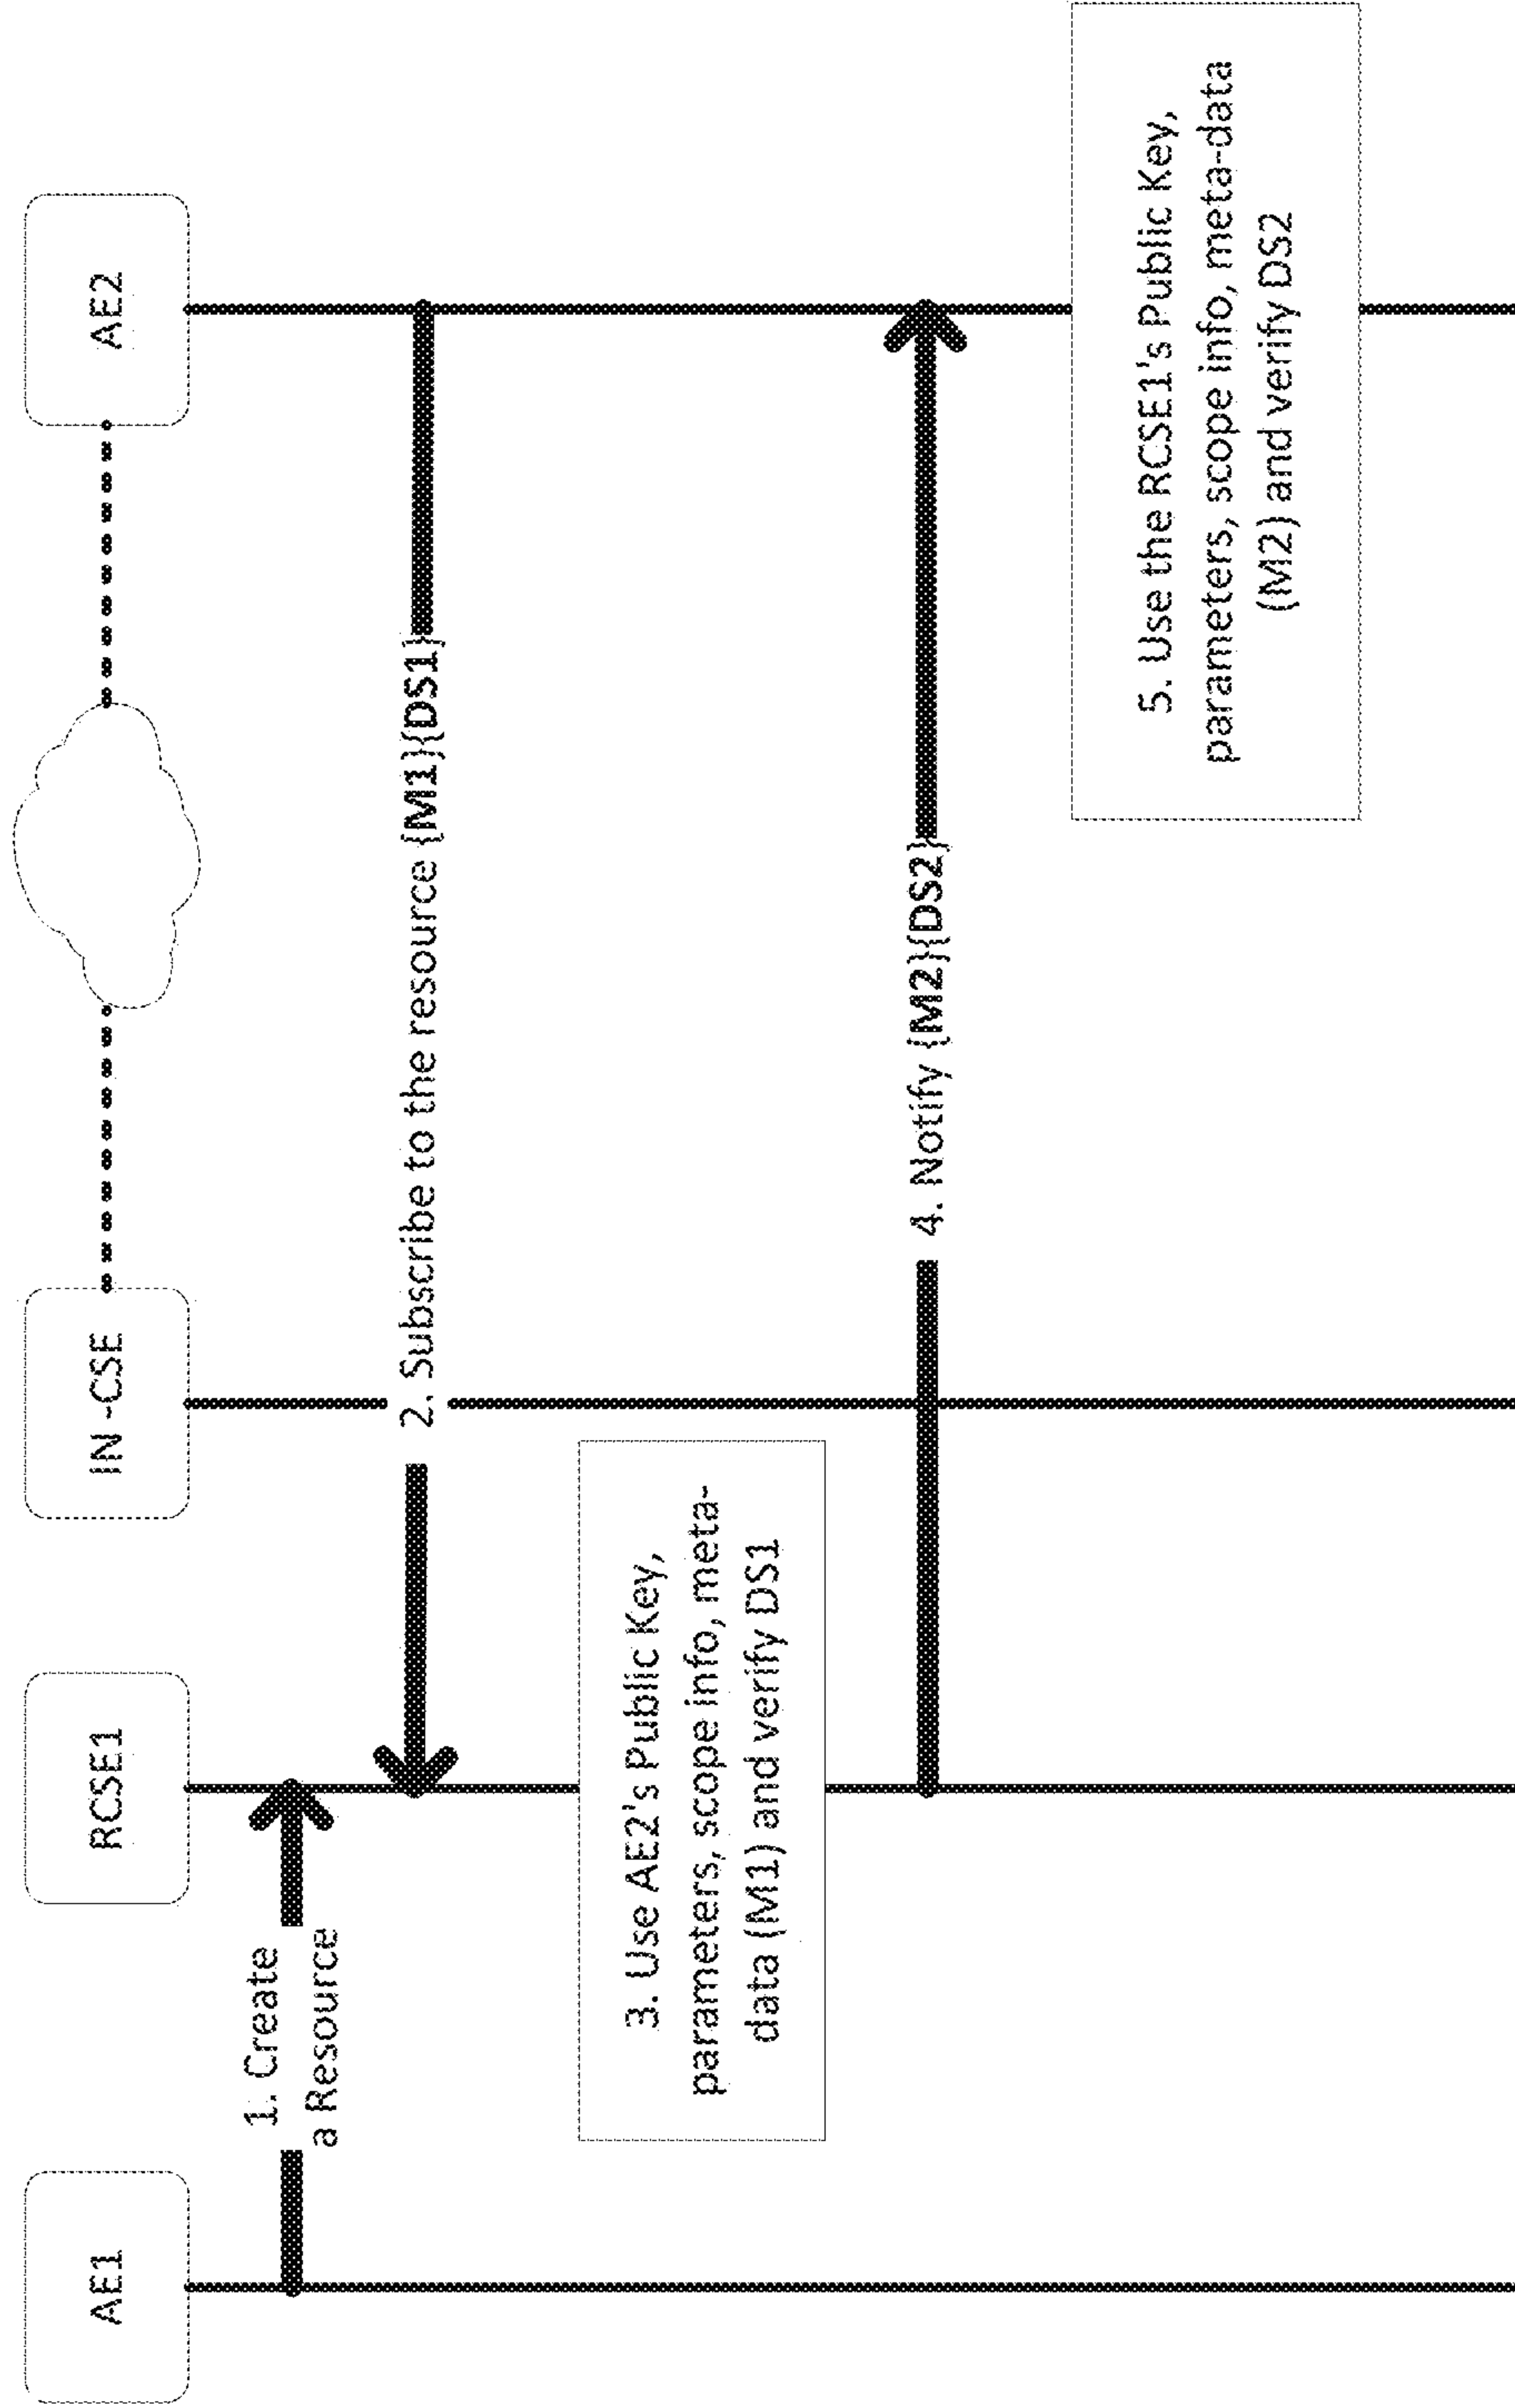 AE1
RCSE1
IN -CSE
AE2
1. Create
a Resource
2. Subscribe to the resource {M1}{DS1}
3. Use AE2's Public Key,
parameters, scope info, meta-
data (M1) and verify DS1
4. Notify {M2}{DS2}
5. Use the RCSE1's Public Key,
parameters, scope info, meta-data
(M2) and verify DS2